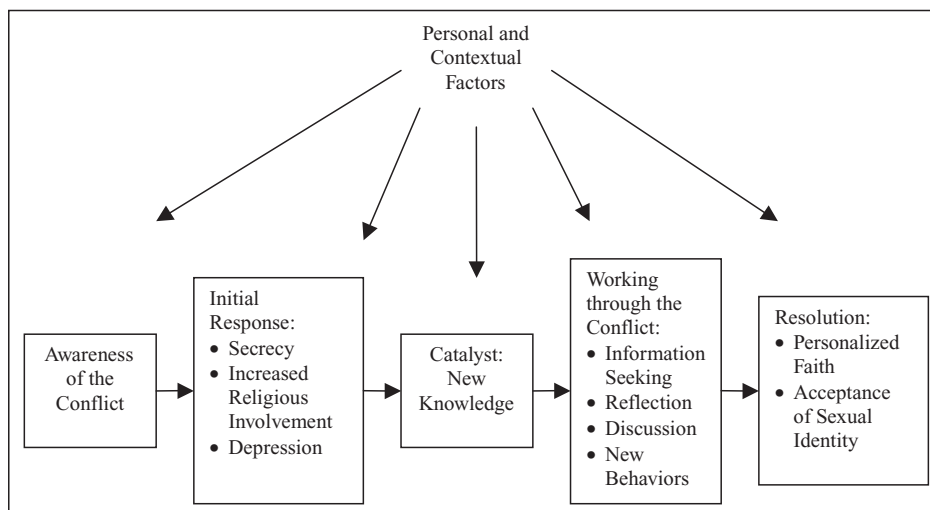 Personal and
Contextual
Factors
Awareness
of the
Conflict
Initial
Response:
• Secrecy
• Increased
Religious
Involvement
• Depression
Catalyst:
New
Knowledge
Working
through the
Conflict:
• Information
Seeking
• Reflection
• Discussion
• New
Behaviors
Resolution:
• Personalized
Faith
• Acceptance
of Sexual
Identity